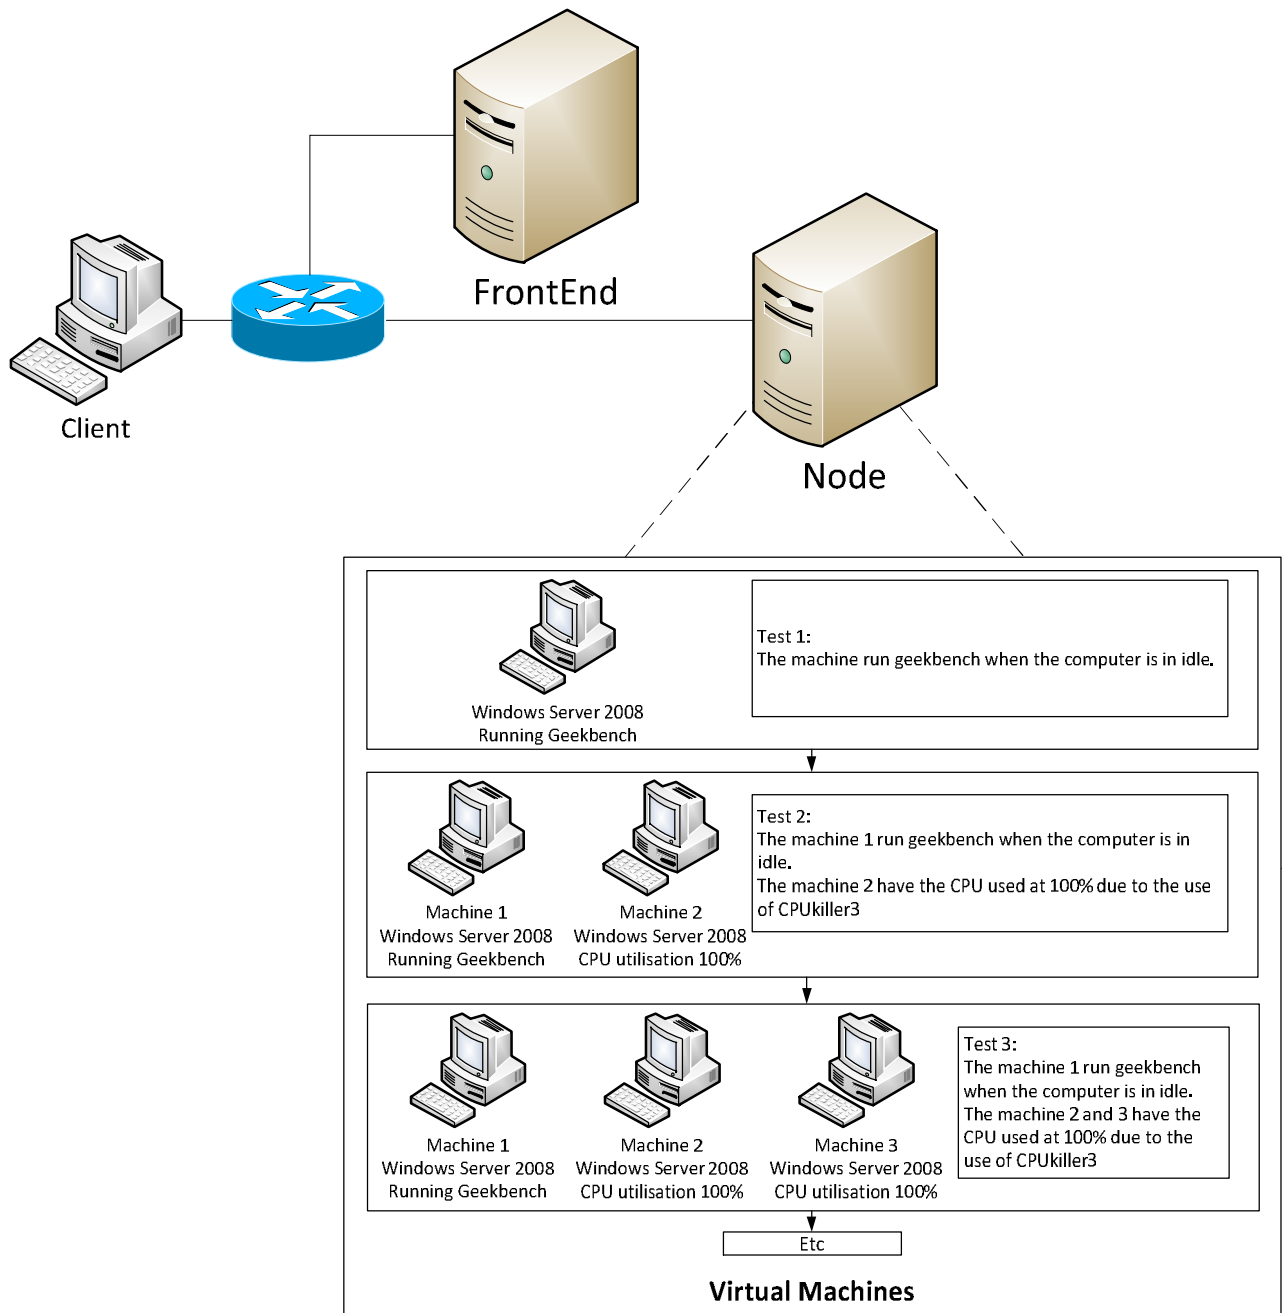 FrontEnd
Client
Node
Test 1:
The machine run geekbench when the computer is in idle.
Windows Server 2008
Running Geekbench
Test 2:
The machine 1 run geekbench when the computer is in
idle.
The machine 2 have the CPU used at 100% due to the use
of CPUkiller3
Machine 1
Windows Server 2008
Running Geekbench
Machine 2
Windows Server 2008
CPU utilisation 100%
Test 3:
The machine 1 run geekbench
when the computer is in idle.
The machine 2 and 3 have the
CPU used at 100% due to the
use of CPUkiller3
Machine 1
Windows Server 2008
Running Geekbench
Machine 2
Windows Server 2008
CPU utilisation 100%
Machine 3
Windows Server 2008
CPU utilisation 100%
Etc
Virtual Machines